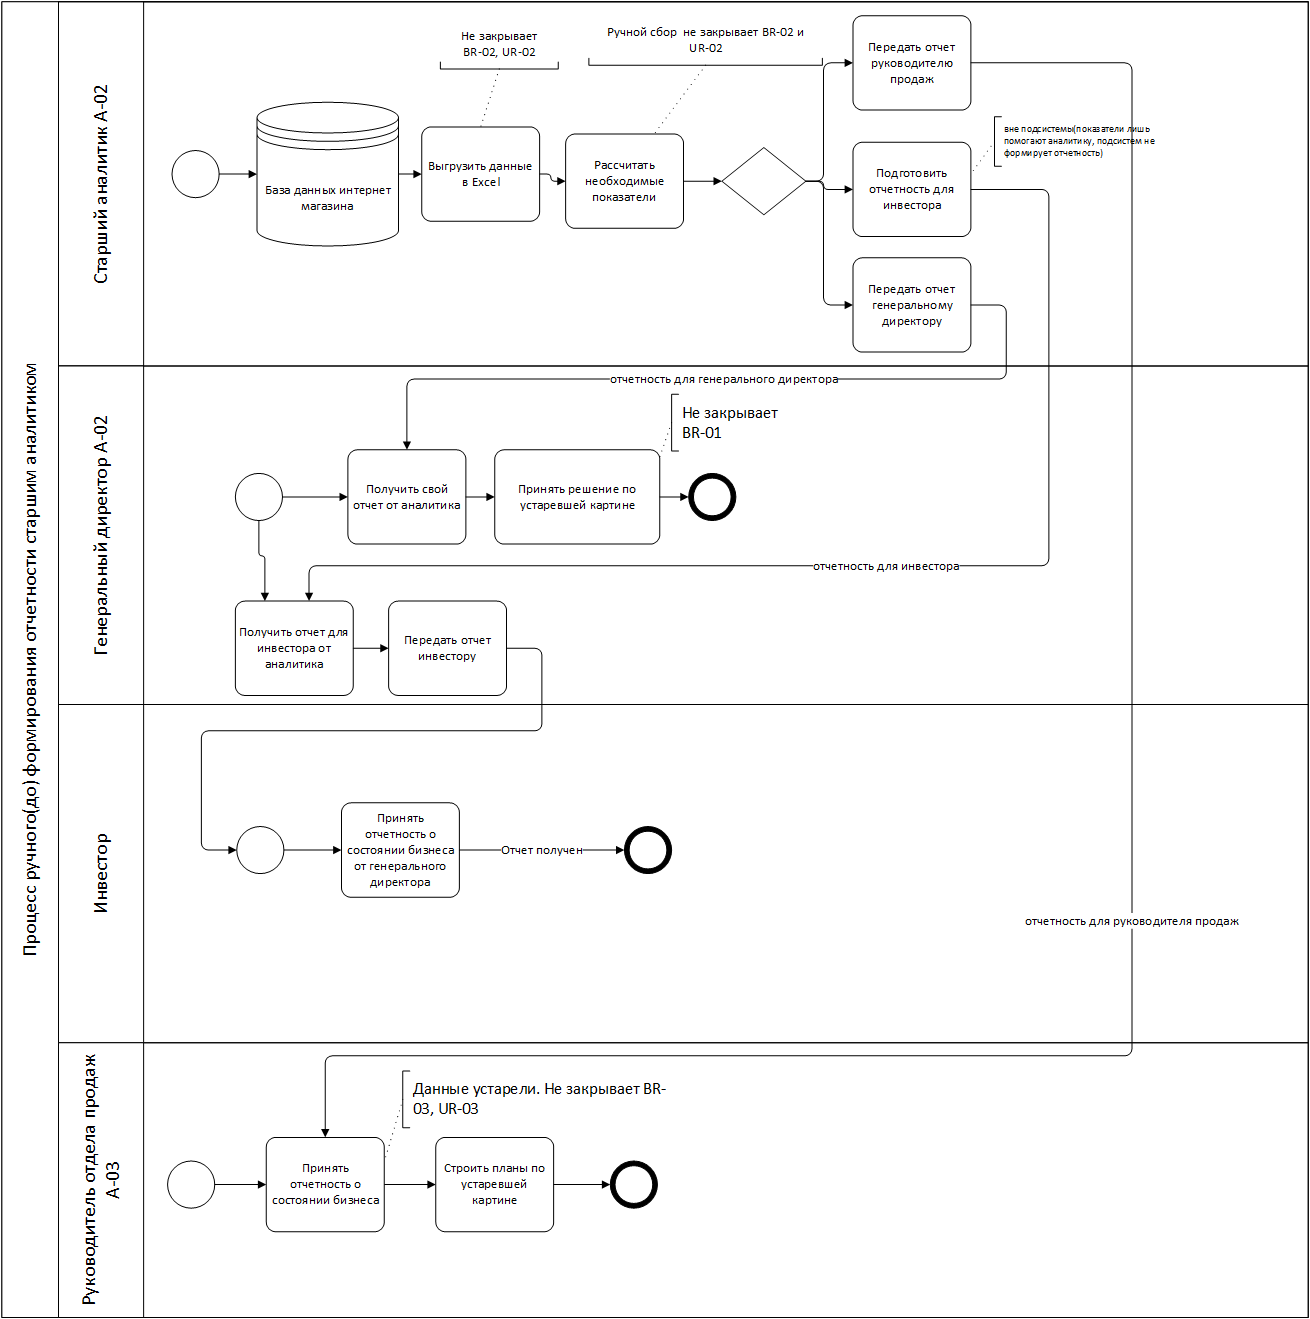 Процесс ручного(до) формирования отчетности старшим аналитиком
Старший аналитик А-02
Не закрывает
BR-02, UR-02
Ручной сбор  не закрывает BR-02 и
UR-02
База данных интернет
магазина
Выгрузить данные
в Excel
Рассчитать
необходимые
показатели
Передать отчет
руководителю
продаж
вне подсистемы(показатели лишь
помогают аналитику, подсистем не
формирует отчетность)
Подготовить
отчетность для
инвестора
Передать отчет
генеральному
директору
Генеральный директор А-02
отчетность для генерального директора
Не закрывает
BR-01
Получить свой
отчет от аналитика
Принять решение по
устаревшей картине
отчетность для инвестора
Получить отчет для
инвестора от
аналитика
Передать отчет
инвестору
Инвестор
Принять
отчетность о
состоянии бизнеса
от генерального
директора
Отчет получен
отчетность для руководителя продаж
Руководитель отдела продаж
А-03
Данные устарели. Не закрывает BR-
03, UR-03
Принять
отчетность о
состоянии бизнеса
Строить планы по
устаревшей
картине